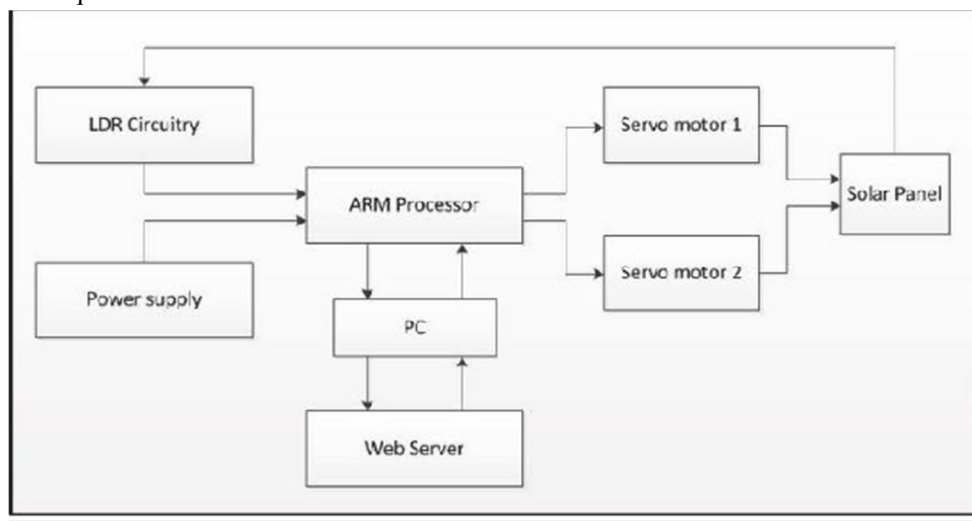 LDR Circuitry
Servo motor 1
ARM Processor
Solar Panel
Servo motor 2
Power supply
PC
Web Server